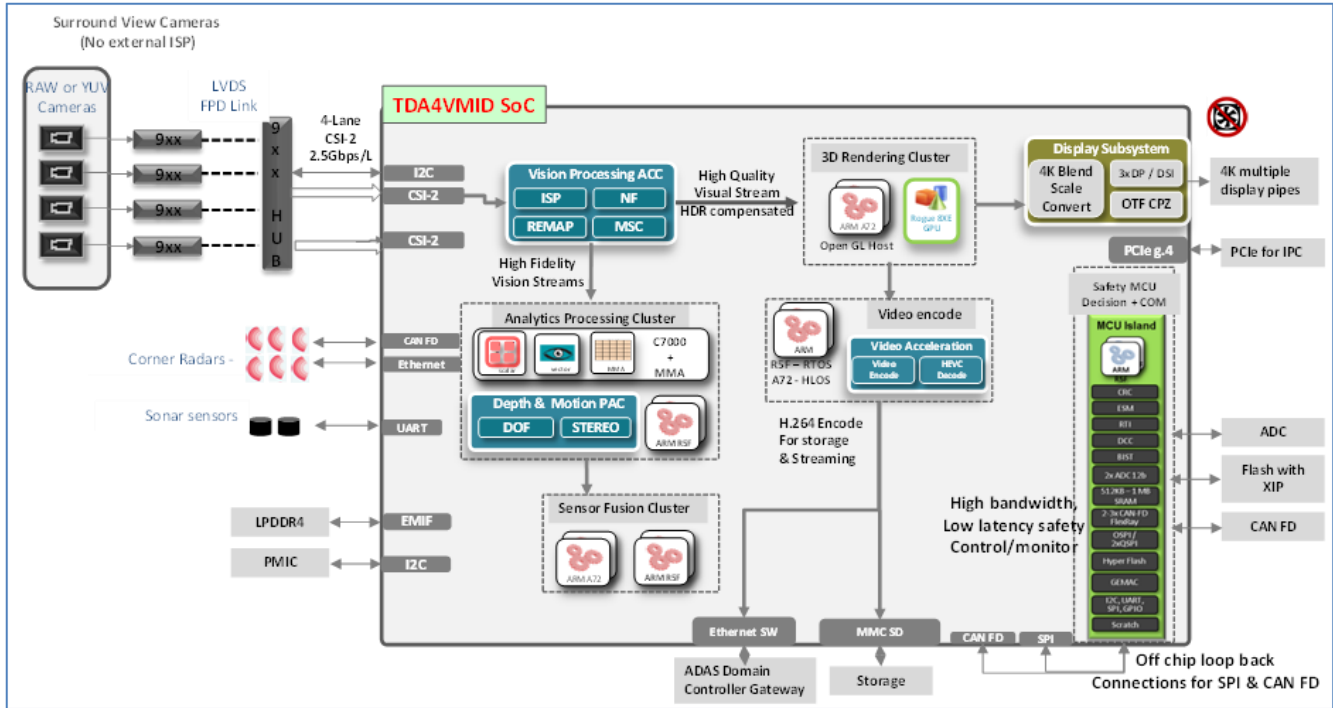 Surround View Cameras
(No external ISP)
RAW or YUV
Cameras
LVDS
FPD Link
9xx
9xx
9xx
9xx
9
x
x
H
U
B
4-Lane
CSI-2
2.5Gbps/L
TDA4VMID SoC
I2C
CSI-2
CSI-2
Vision Processing ACC
ISP
NF
REMAP
MSC
High Quality
Visual Stream
HDR compensated
3D Rendering Cluster
ARM A72
Rogue 8XE
GPU
Open GL Host
Display Subsystem
4K Blend
Scale
Convert
3xDP / DSI
OTF CPZ
4K multiple
display pipes
PCIe g.4
PCIe for IPC
High Fidelity
Vision Streams
Analytics Processing Cluster
scalar
vector
MMA
C7000
+
MMA
Depth & Motion PAC
DOF
STEREO
ARM R5F
Corner Radars -
CAN FD
Ethernet
Sonar sensors
UART
Video encode
ARM
R5F – RTOS
A72 - HLOS
Video Acceleration
Video
Encode
HEVC
Decode
H.264 Encode
For storage
& Streaming
Safety MCU
Decision + COM
MCU Island
ARM
R5F
CRC
ESM
RTI
DCC
BIST
2x ADC 12b
512KB – 1 MB
SRAM
2-3x CAN-FD
FlexRay
OSPI /
2xQSPI
Hyper Flash
GEMAC
I2C, UART,
SPI, GPIO
Scratch
ADC
Flash with
XIP
CAN FD
High bandwidth,
Low latency safety
Control/monitor
LPDDR4
EMIF
PMIC
I2C
Sensor Fusion Cluster
ARM A72
ARM R5F
Ethernet SW
MMC SD
CAN FD
SPI
ADAS Domain
Controller Gateway
Storage
Off chip loop back
Connections for SPI & CAN FD